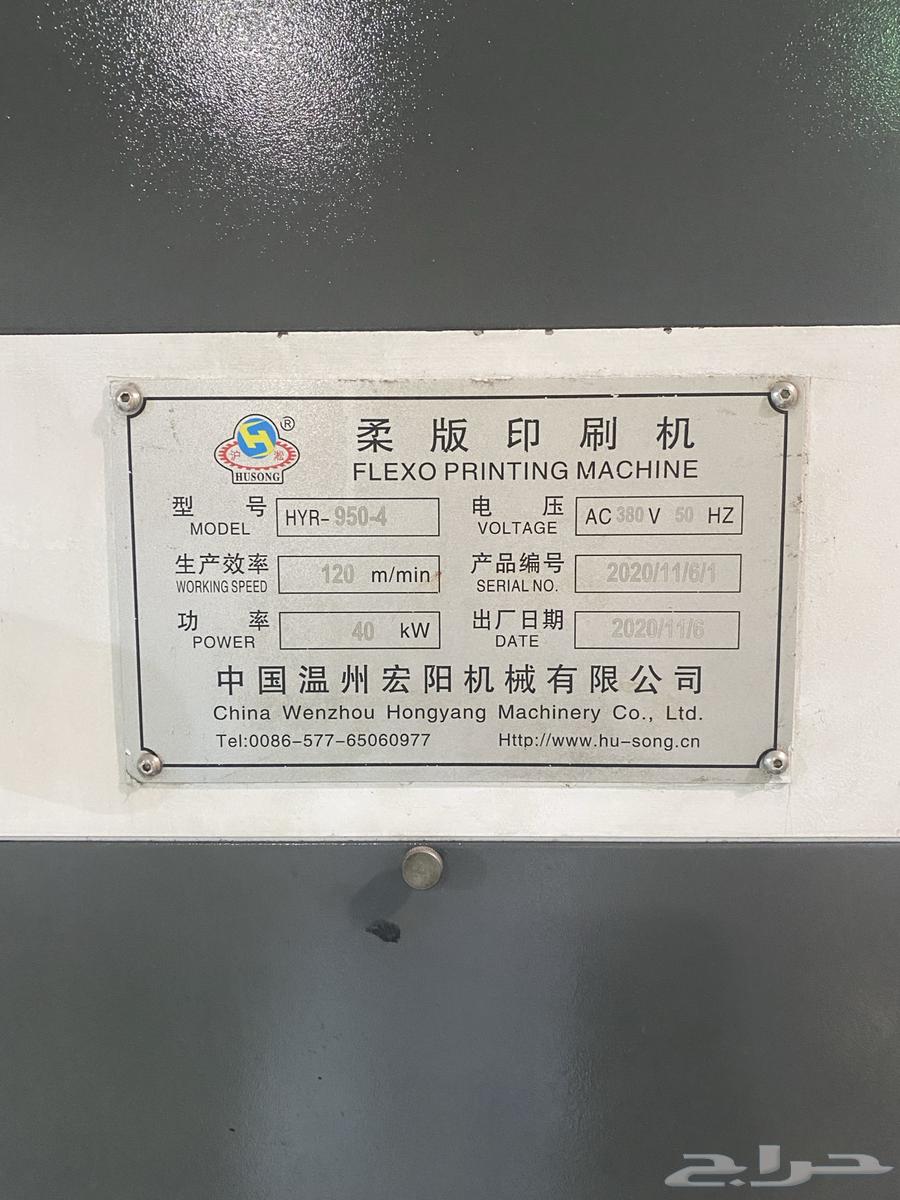 沪 淞 ®
HUSONG
柔版印刷机
FLEXO PRINTING MACHINE
型号 MODEL HYR-950-4
电压 VOLTAGE AC 380 V 50 HZ
生产效率 WORKING SPEED 120 m/min
产品编号 SERIAL NO. 2020/11/6/1
功率 POWER 40 kW
出厂日期 DATE 2020/11/6
中国温州宏阳机械有限公司
China Wenzhou Hongyang Machinery Co., Ltd.
Tel:0086-577-65060977 Http://www.hu-song.cn
حراج